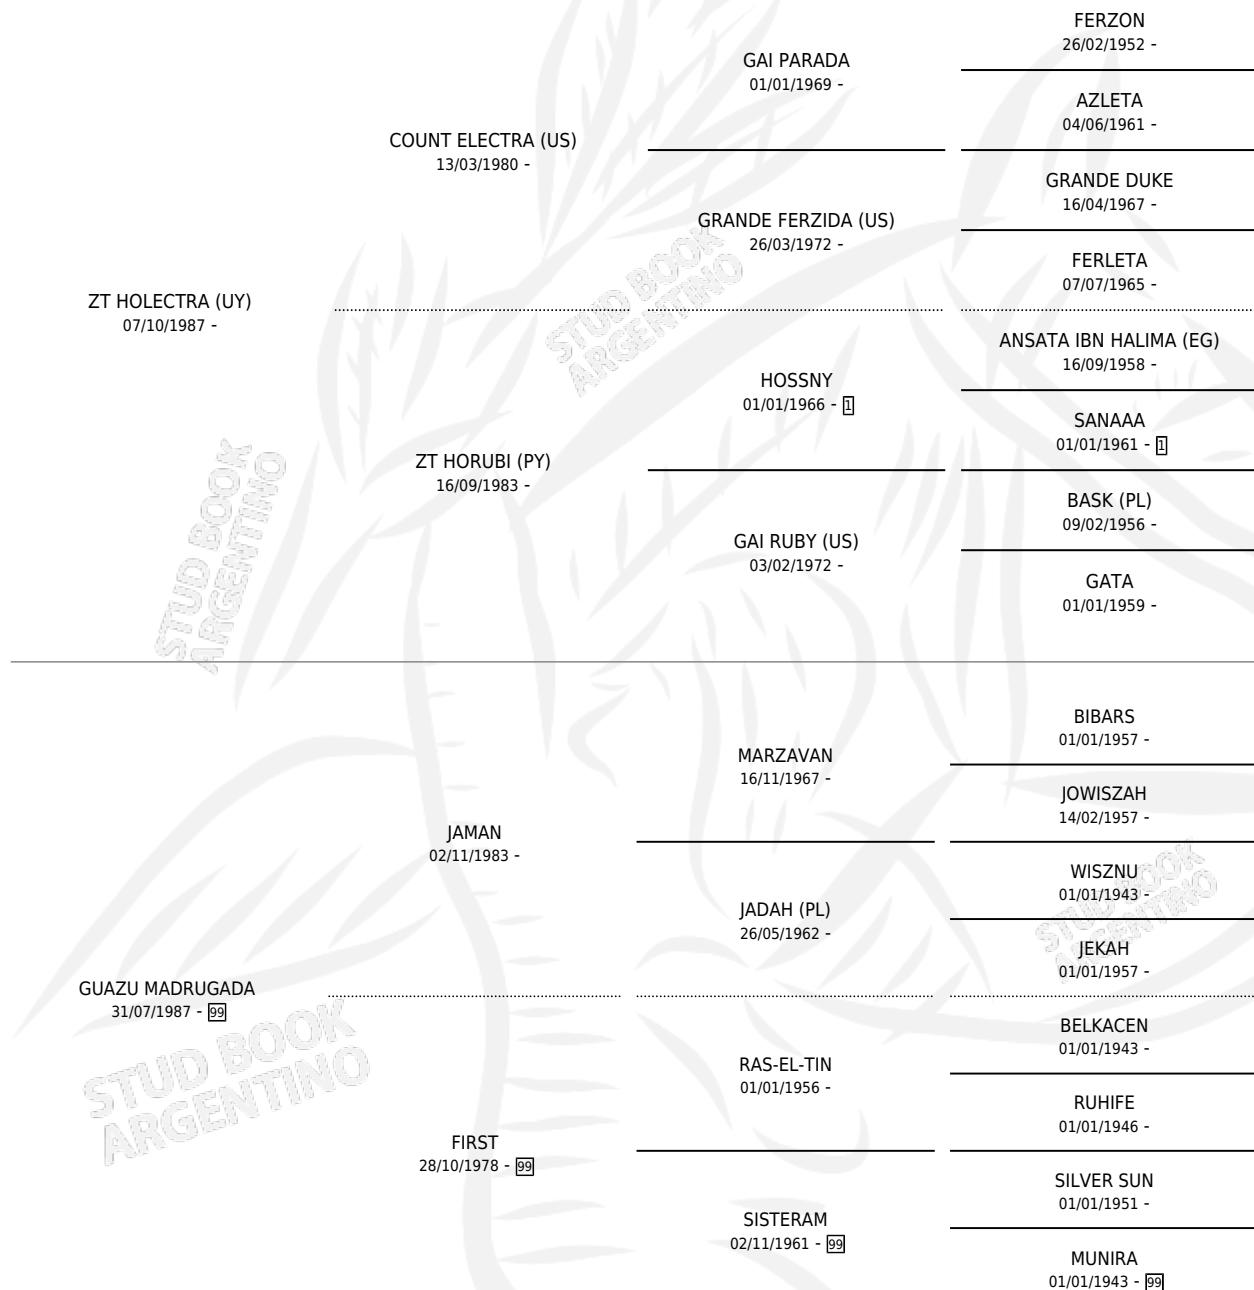 FERZON
26/02/1952 -
GAI PARADA
01/01/1969 -
AZLETA
04/06/1961 -
COUNT ELECTRA (US)
13/03/1980 -
GRANDE DUKE
16/04/1967 -
GRANDE FERZIDA (US)
26/03/1972 -
FERLETA
07/07/1965 -
ZT HOLECTRA (UY)
07/10/1987 -
ANSATA IBN HALIMA (EG)
16/09/1958 -
HOSSNY
01/01/1966 - 1
SANAAA
01/01/1961 - 1
ZT HORUBI (PY)
16/09/1983 -
BASK (PL)
09/02/1956 -
GAI RUBY (US)
03/02/1972 -
GATA
01/01/1959 -
BIBARS
01/01/1957 -
MARZAVAN
16/11/1967 -
JOWISZAH
14/02/1957 -
JAMAN
02/11/1983 -
WISZNU
01/01/1943 -
JADAH (PL)
26/05/1962 -
JEKAH
01/01/1957 -
GUAZU MADRUGADA
31/07/1987 - 99
BELKACEN
01/01/1943 -
RAS-EL-TIN
01/01/1956 -
RUHIFE
01/01/1946 -
FIRST
28/10/1978 - 99
SILVER SUN
01/01/1951 -
SISTERAM
02/11/1961 - 99
MUNIRA
01/01/1943 - 99
STUD BOOK
ARGENTINO
STUD BOOK
ARGENTINO
STUD BOOK
ARGENTINO
STUD BOOK
ARGENTINO